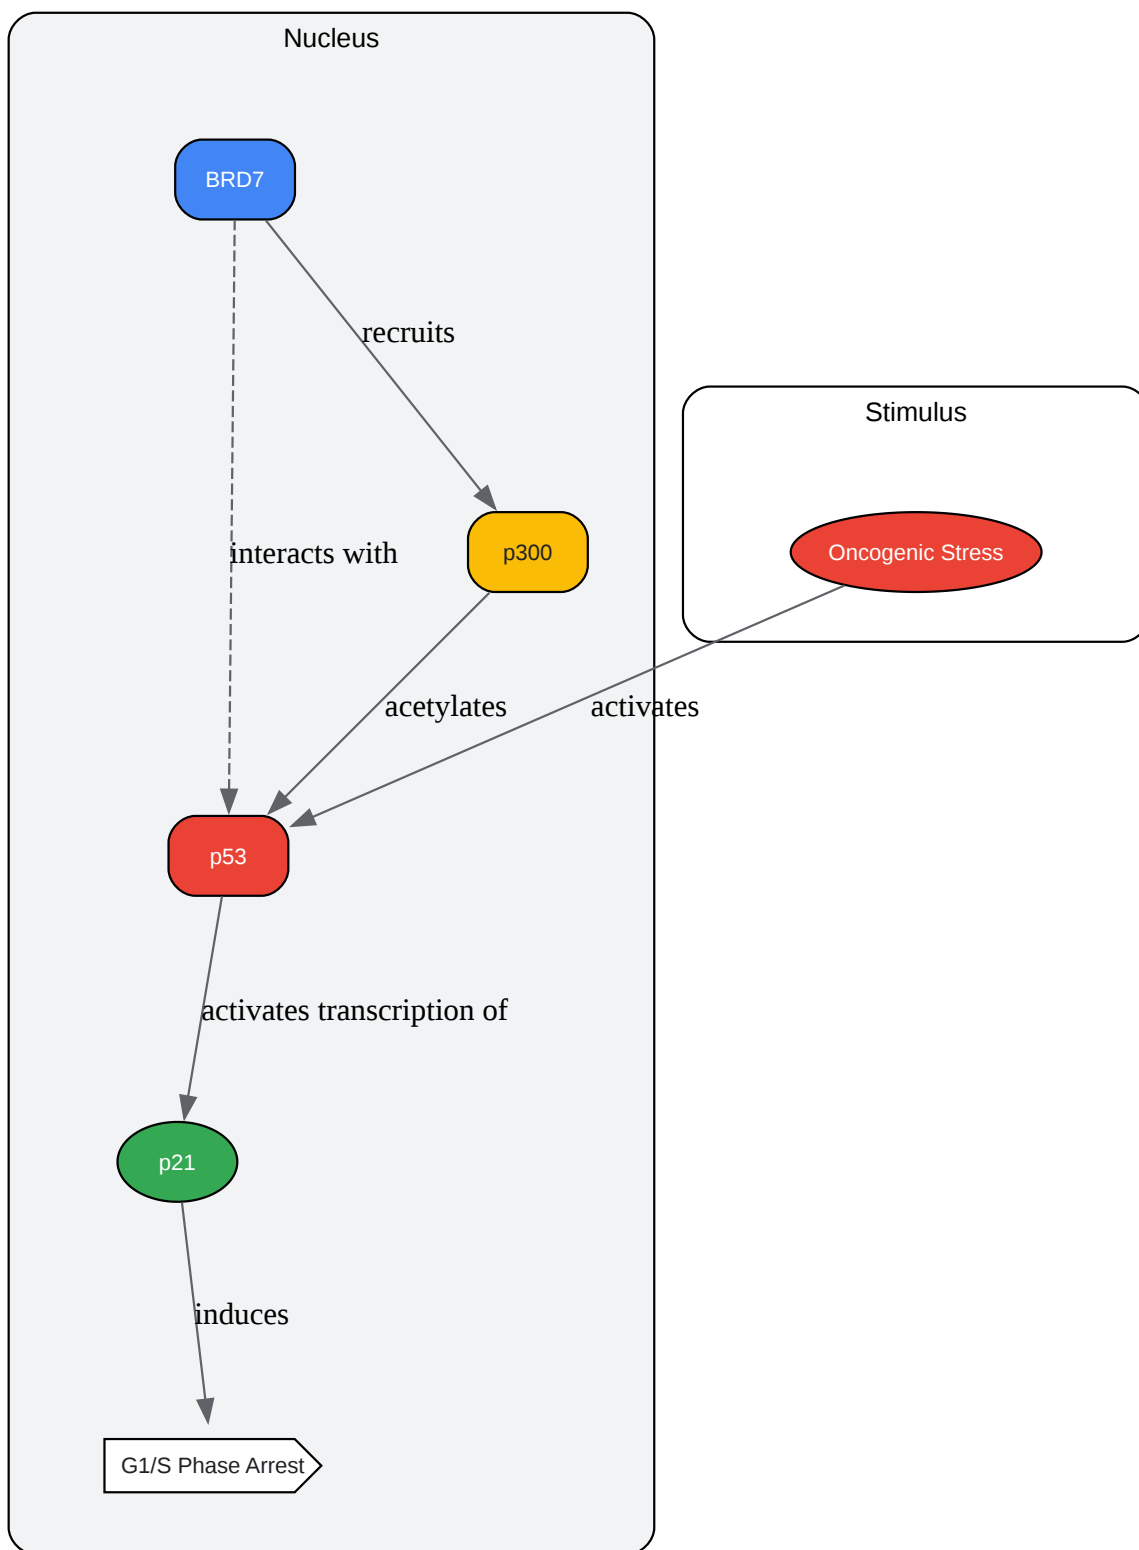 Nucleus
BRD7
recruits
Stimulus
interacts with
p300
Oncogenic Stress
acetylates
activates
p53
activates transcription of
p21
induces
G1/S Phase Arrest